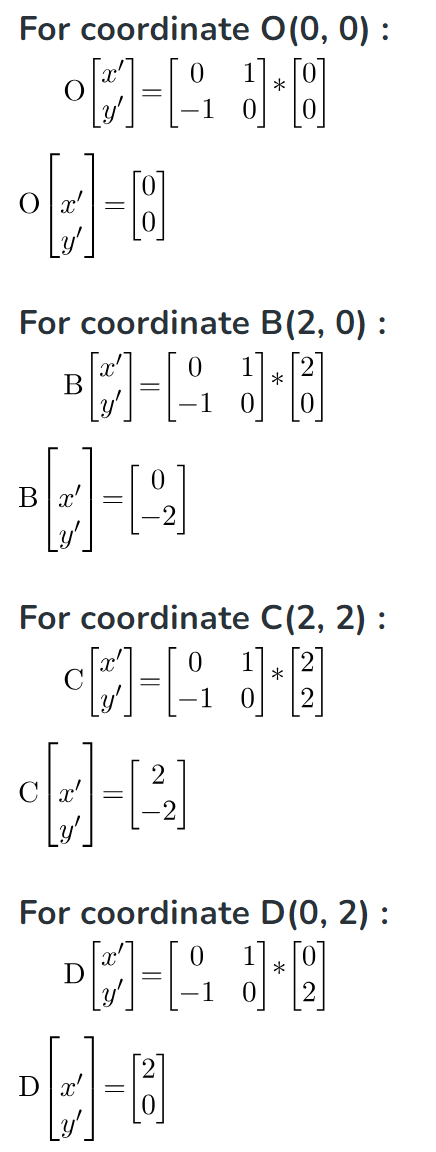 For coordinate O(0, 0) :
O [x′ y′] = [0 1 −1 0] * [0 0]
O [x′ y′] = [0 0]
For coordinate B(2, 0) :
B [x′ y′] = [0 1 −1 0] * [2 0]
B [x′ y′] = [0 −2]
For coordinate C(2, 2) :
C [x′ y′] = [0 1 −1 0] * [2 2]
C [x′ y′] = [2 −2]
For coordinate D(0, 2) :
D [x′ y′] = [0 1 −1 0] * [0 2]
D [x′ y′] = [2 0]